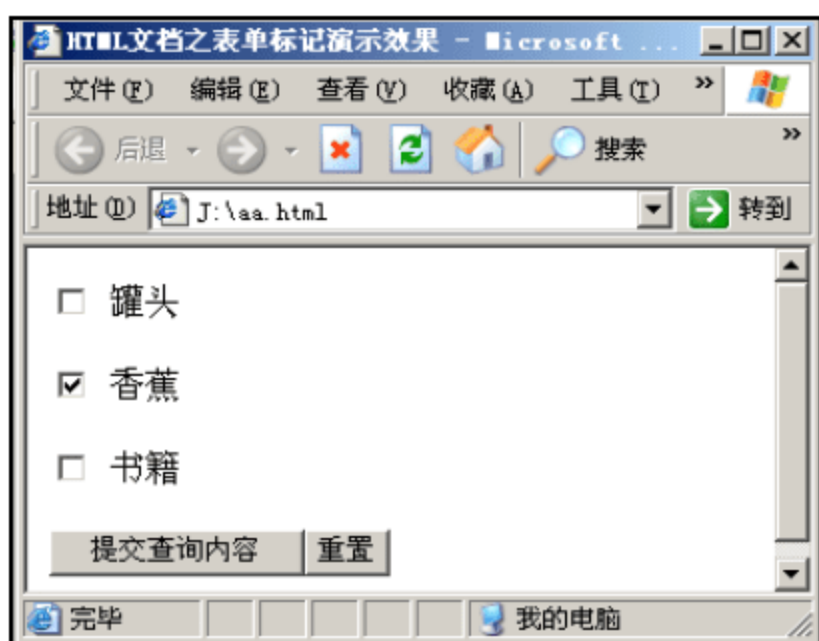 HTML文档之表单标记演示效果 - Microsoft ...
文件(F) 编辑(E) 查看(V) 收藏(A) 工具(T) »
后退 搜索 »
地址(D) J:\aa.html 转到
罐头
香蕉
书籍
提交查询内容 重置
完毕 我的电脑